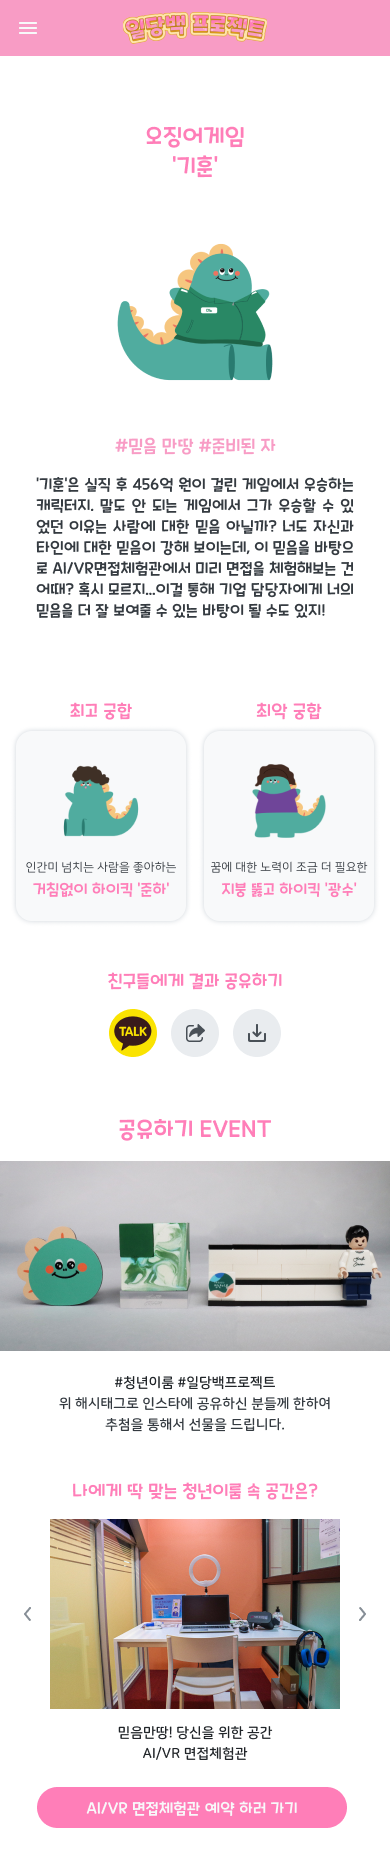 일당백 프로젝트
오징어게임
'기훈'
#믿음 만땅 #준비된 자
'기훈'은 실직 후 456억 원이 걸린 게임에서 우승하는
캐릭터지. 말도 안 되는 게임에서 그가 우승할 수 있
었던 이유는 사람에 대한 믿음 아닐까? 너도 자신과
타인에 대한 믿음이 강해 보이는데, 이 믿음을 바탕으
로 AI/VR면접체험관에서 미리 면접을 체험해보는 건
어때? 혹시 모르지...이걸 통해 기업 담당자에게 너의
믿음을 더 잘 보여줄 수 있는 바탕이 될 수도 있지!
최고 궁합
최악 궁합
인간미 넘치는 사람을 좋아하는
거침없이 하이킥 '준하'
꿈에 대한 노력이 조금 더 필요한
지붕 뚫고 하이킥 '광수'
친구들에게 결과 공유하기
TALK
공유하기 EVENT
#청년이룸 #일당백프로젝트
위 해시태그로 인스타에 공유하신 분들께 한하여
추첨을 통해서 선물을 드립니다.
나에게 딱 맞는 청년이룸 속 공간은?
믿음만땅! 당신을 위한 공간
AI/VR 면접체험관
AI/VR 면접체험관 예약 하러 가기